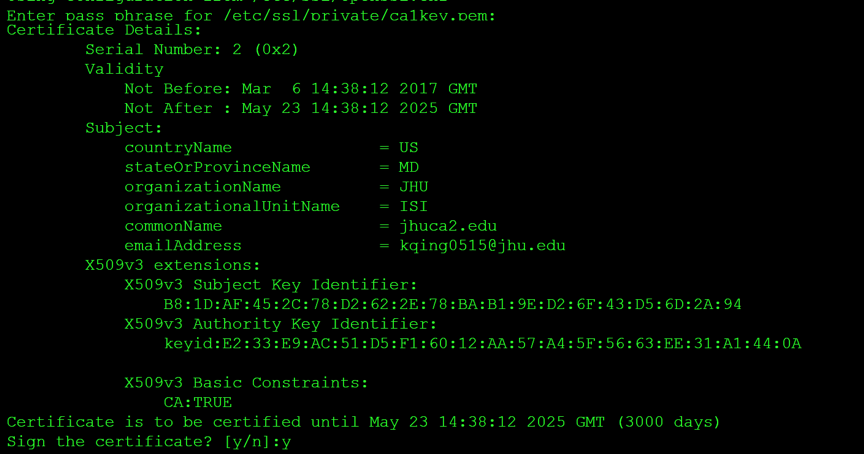 Enter pass phrase for /etc/ssl/private/ca1key.pem:
Certificate Details:
Serial Number: 2 (0x2)
Validity
Not Before: Mar  6 14:38:12 2017 GMT
Not After : May 23 14:38:12 2025 GMT
Subject:
countryName               = US
stateOrProvinceName       = MD
organizationName          = JHU
organizationalUnitName    = ISI
commonName                = jhuca2.edu
emailAddress              = kqing0515@jhu.edu
X509v3 extensions:
X509v3 Subject Key Identifier:
B8:1D:AF:45:2C:78:D2:62:2E:78:BA:B1:9E:D2:6F:43:D5:6D:2A:94
X509v3 Authority Key Identifier:
keyid:E2:33:E9:AC:51:D5:F1:60:12:AA:57:A4:5F:56:63:EE:31:A1:44:0A
X509v3 Basic Constraints:
CA:TRUE
Certificate is to be certified until May 23 14:38:12 2025 GMT (3000 days)
Sign the certificate? [y/n]:y